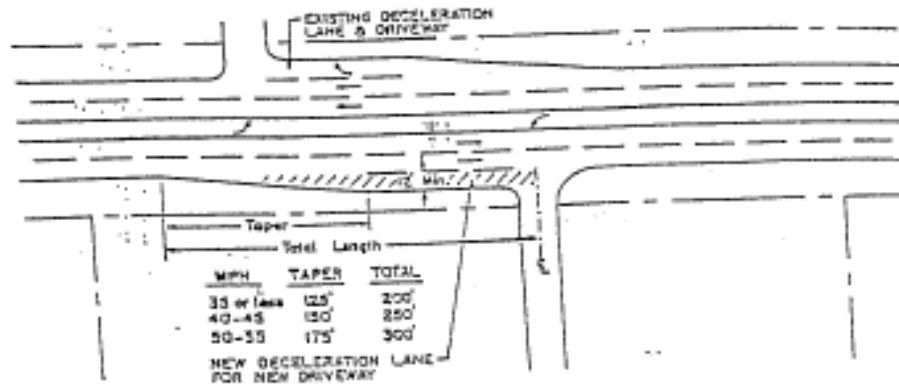 EXISTING DECELERATION
LANE & DRIVEWAY
Min.
Taper
Total Length
MPH TAPER TOTAL
35 or less 125' 200'
40-45 150' 250'
50-55 175' 300'
NEW DECELERATION LANE
FOR NEW DRIVEWAY